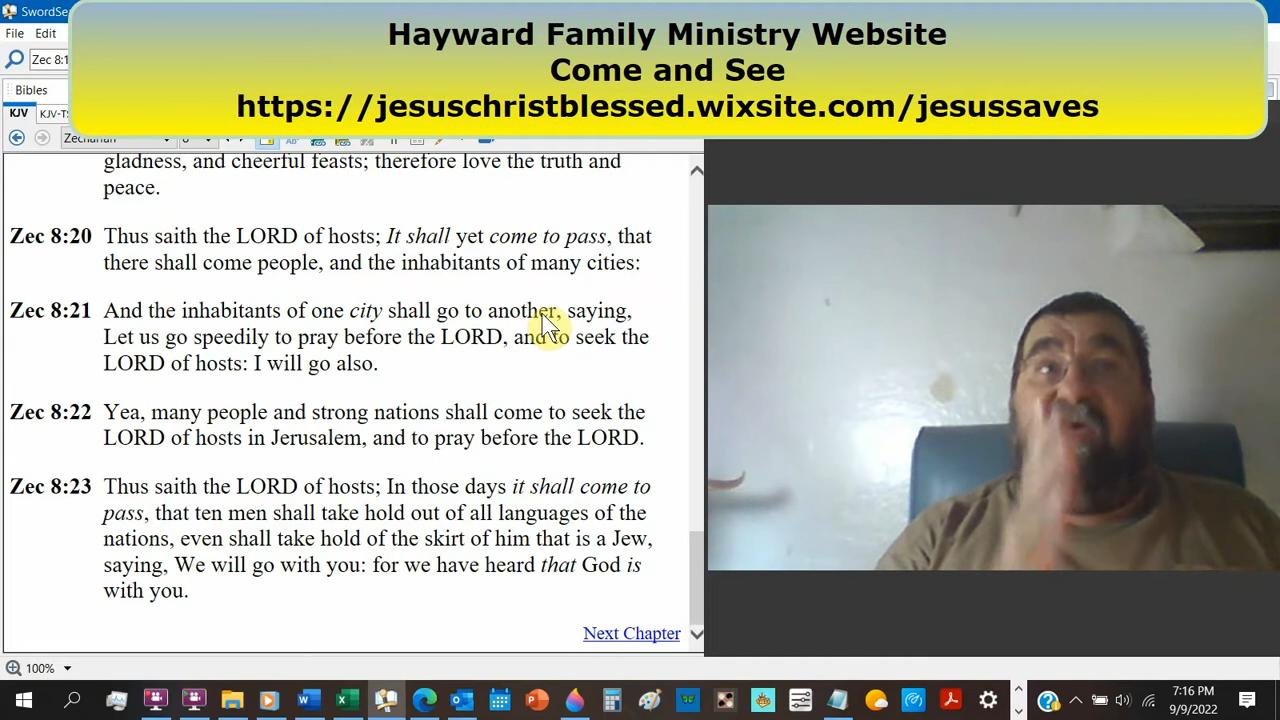 SwordSe
Hayward Family Ministry Website
Come and See
https://jesuschristblessed.wixsite.com/jesussaves
File Edit
Zec 8:1
Bibles
KJV KJV-T
Zechariah
gladness, and cheerful feasts; therefore love the truth and
peace.
Zec 8:20 Thus saith the LORD of hosts; It shall yet come to pass, that
there shall come people, and the inhabitants of many cities:
Zec 8:21 And the inhabitants of one city shall go to another, saying,
Let us go speedily to pray before the LORD, and to seek the
LORD of hosts: I will go also.
Zec 8:22 Yea, many people and strong nations shall come to seek the
LORD of hosts in Jerusalem, and to pray before the LORD.
Zec 8:23 Thus saith the LORD of hosts; In those days it shall come to
pass, that ten men shall take hold out of all languages of the
nations, even shall take hold of the skirt of him that is a Jew,
saying, We will go with you: for we have heard that God is
with you.
Next Chapter
100%
7:16 PM
9/9/2022